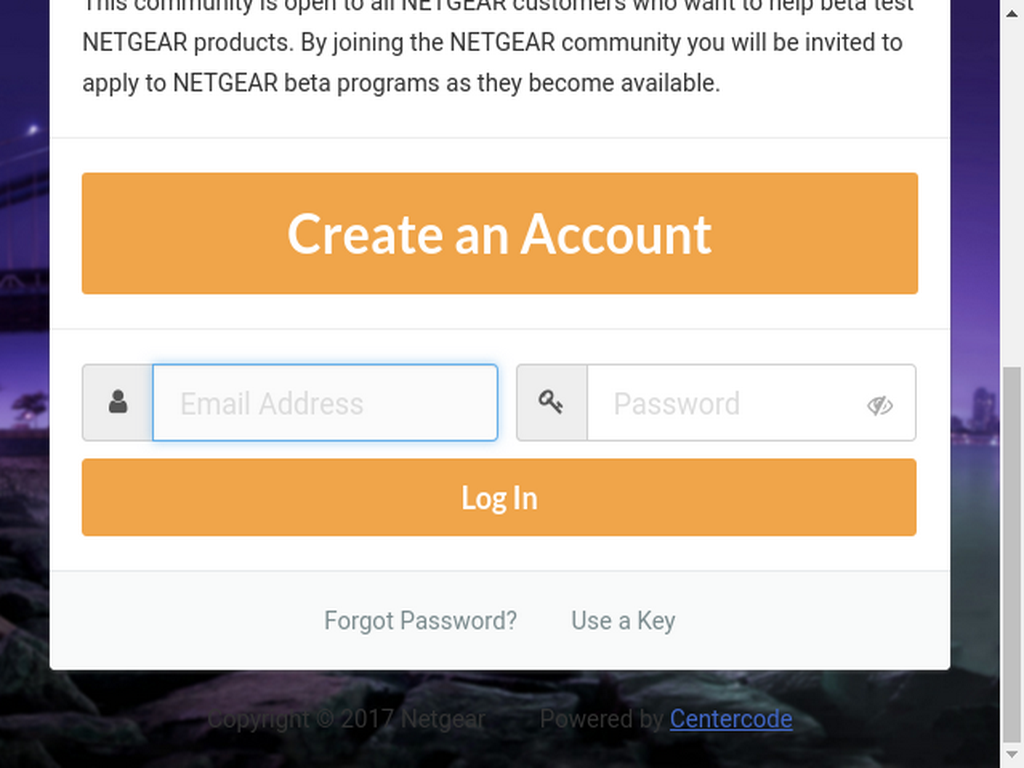 This community is open to all NETGEAR customers who want to help beta test
NETGEAR products. By joining the NETGEAR community you will be invited to
apply to NETGEAR beta programs as they become available.
Create an Account
Email Address
Password
Log In
Forgot Password?
Use a Key
Copyright © 2017 Netgear
Powered by Centercode